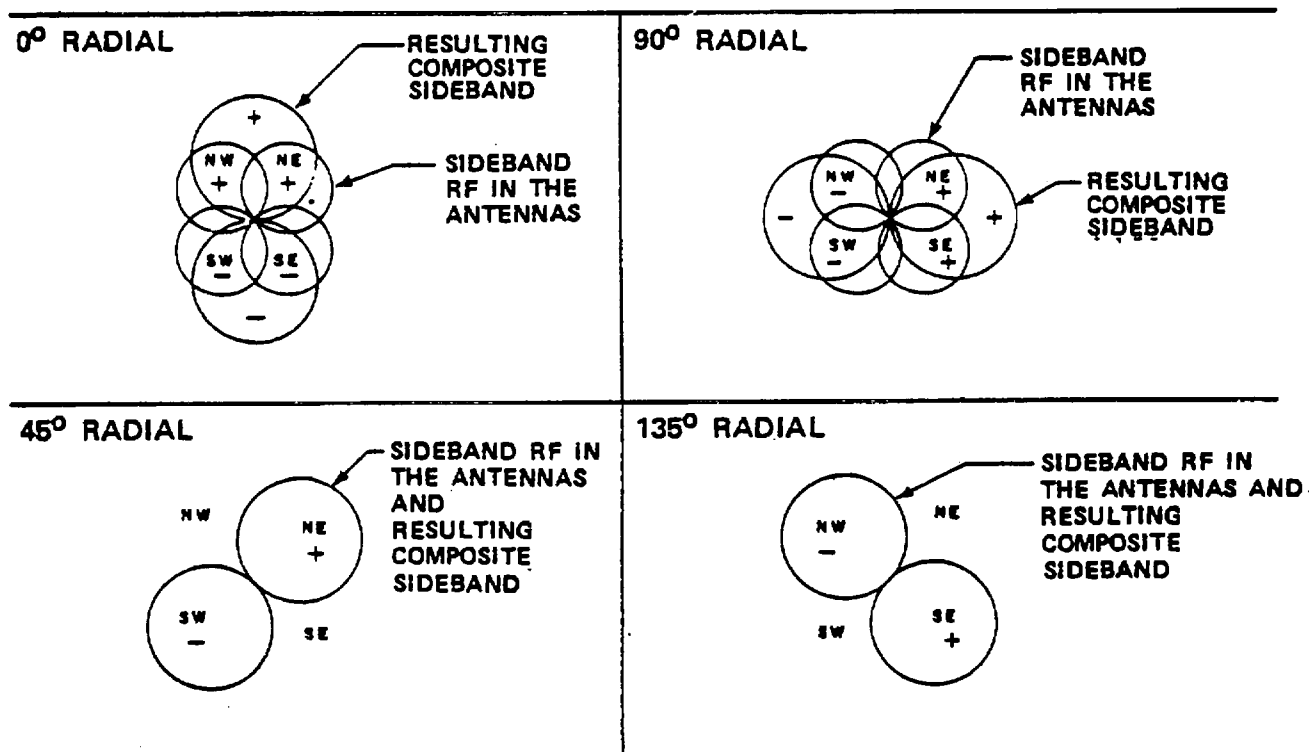 0° RADIAL
RESULTING
COMPOSITE
SIDEBAND
+
NW
NE
+
+
SIDEBAND
RF IN THE
ANTENNAS
SW
SE
−
−
−
90° RADIAL
SIDEBAND
RF IN THE
ANTENNAS
NW
NE
−
+
−
+
RESULTING
COMPOSITE
SIDEBAND
SW
SE
−
+
45° RADIAL
SIDEBAND RF IN
THE ANTENNAS
AND
RESULTING
COMPOSITE
SIDEBAND
NW
NE
+
SW
−
SE
135° RADIAL
SIDEBAND RF IN
THE ANTENNAS AND
RESULTING
COMPOSITE
SIDEBAND
NW
−
NE
SW
SE
+